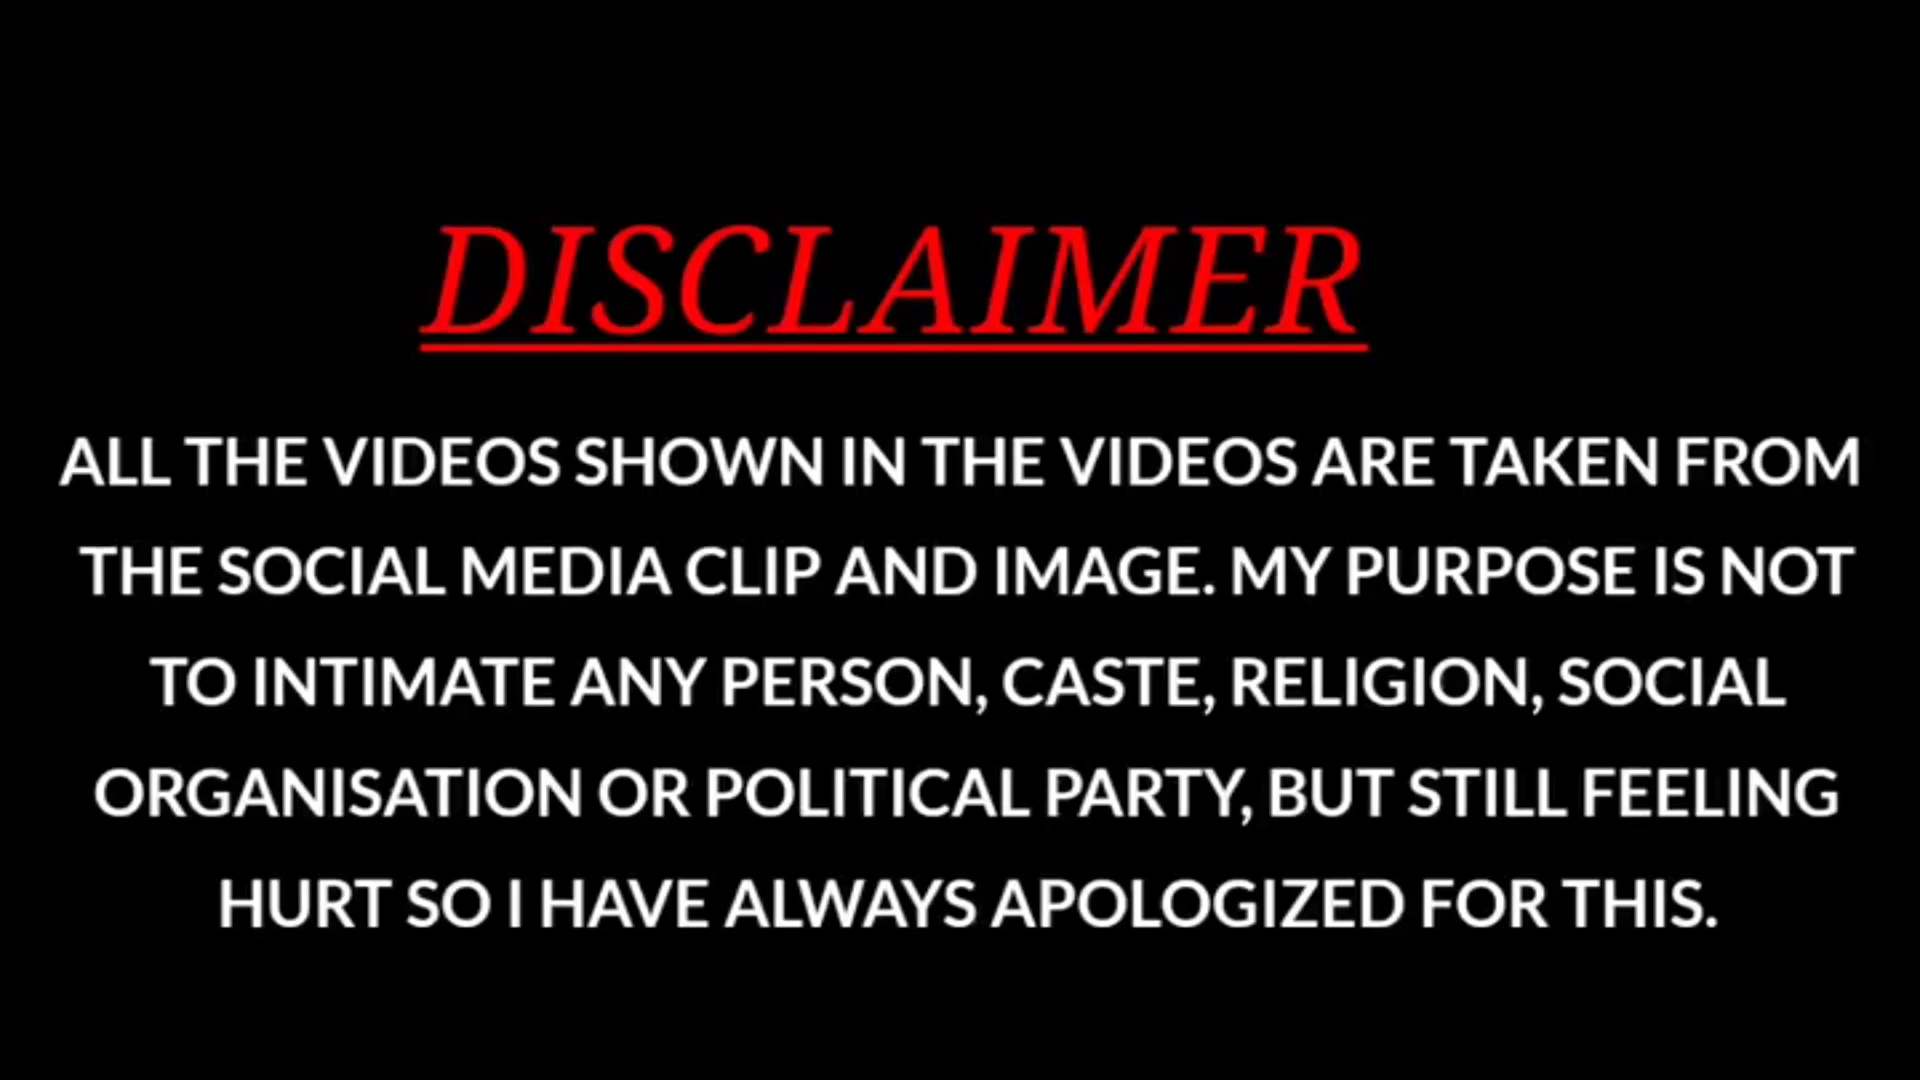 DISCLAIMER
ALL THE VIDEOS SHOWN IN THE VIDEOS ARE TAKEN FROM
THE SOCIAL MEDIA CLIP AND IMAGE. MY PURPOSE IS NOT
TO INTIMATE ANY PERSON, CASTE, RELIGION, SOCIAL
ORGANISATION OR POLITICAL PARTY, BUT STILL FEELING
HURT SO I HAVE ALWAYS APOLOGIZED FOR THIS.